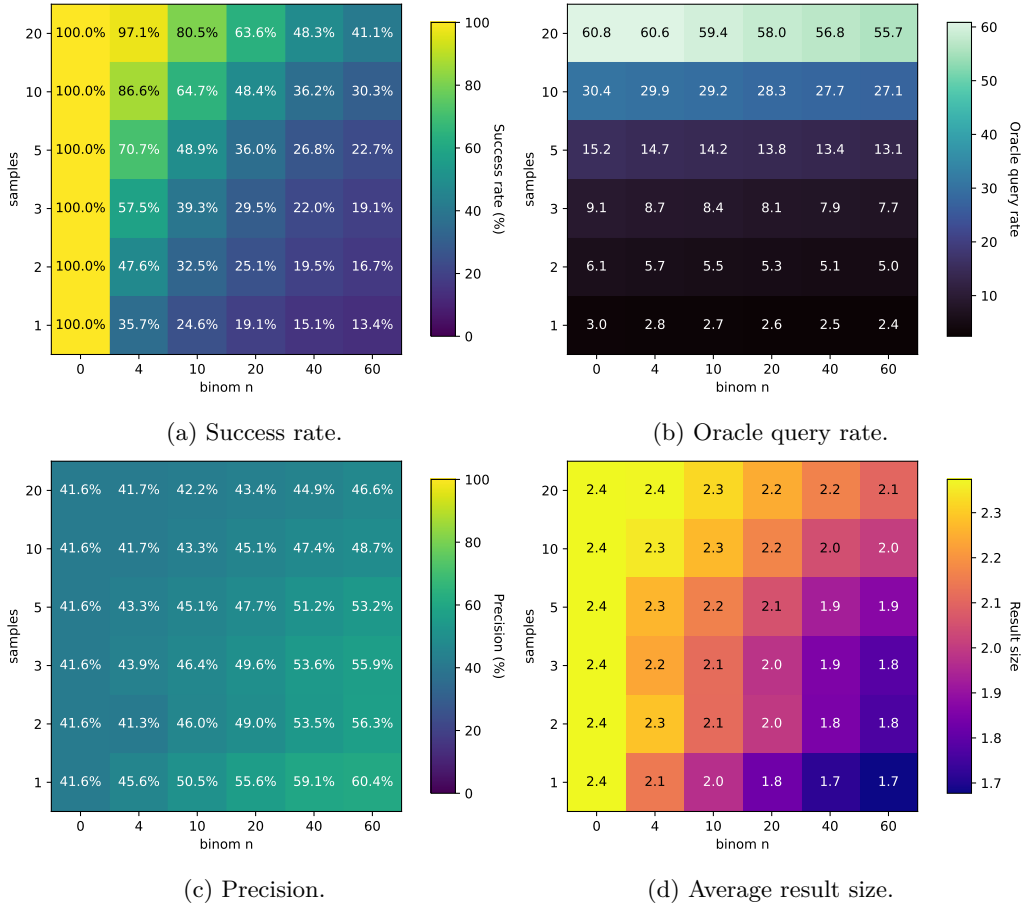 20 100.0% 97.1% 80.5% 63.6% 48.3% 41.1%
10 100.0% 86.6% 64.7% 48.4% 36.2% 30.3%
5 100.0% 70.7% 48.9% 36.0% 26.8% 22.7%
3 100.0% 57.5% 39.3% 29.5% 22.0% 19.1%
2 100.0% 47.6% 32.5% 25.1% 19.5% 16.7%
1 100.0% 35.7% 24.6% 19.1% 15.1% 13.4%
0 4 10 20 40 60
binom n
samples
100
80
60
40
20
0
Success rate (%)
(a) Success rate.
20 60.8 60.6 59.4 58.0 56.8 55.7
10 30.4 29.9 29.2 28.3 27.7 27.1
5 15.2 14.7 14.2 13.8 13.4 13.1
3 9.1 8.7 8.4 8.1 7.9 7.7
2 6.1 5.7 5.5 5.3 5.1 5.0
1 3.0 2.8 2.7 2.6 2.5 2.4
0 4 10 20 40 60
binom n
samples
60
50
40
30
20
10
Oracle query rate
(b) Oracle query rate.
20 41.6% 41.7% 42.2% 43.4% 44.9% 46.6%
10 41.6% 41.7% 43.3% 45.1% 47.4% 48.7%
5 41.6% 43.3% 45.1% 47.7% 51.2% 53.2%
3 41.6% 43.9% 46.4% 49.6% 53.6% 55.9%
2 41.6% 41.3% 46.0% 49.0% 53.5% 56.3%
1 41.6% 45.6% 50.5% 55.6% 59.1% 60.4%
0 4 10 20 40 60
binom n
samples
100
80
60
40
20
0
Precision (%)
(c) Precision.
20 2.4 2.4 2.3 2.2 2.2 2.1
10 2.4 2.3 2.3 2.2 2.0 2.0
5 2.4 2.3 2.2 2.1 1.9 1.9
3 2.4 2.2 2.1 2.0 1.9 1.8
2 2.4 2.3 2.1 2.0 1.8 1.8
1 2.4 2.1 2.0 1.8 1.7 1.7
0 4 10 20 40 60
binom n
samples
2.3
2.2
2.1
2.0
1.9
1.8
1.7
Result size
(d) Average result size.